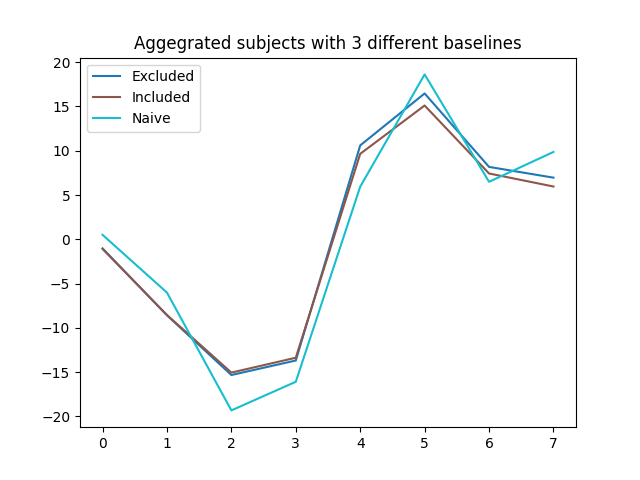 Aggegrated subjects with 3 different baselines
Excluded
Included
Naive
20
15
10
5
0
−5
−10
−15
−20
0 1 2 3 4 5 6 7